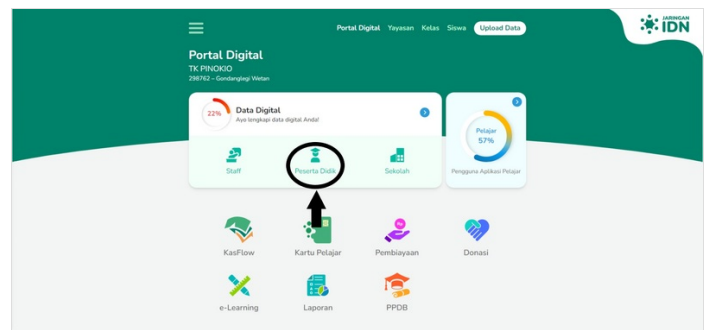 Portal Digital Yayasan Kelas Siswa Upload Data
JARINGAN
IDN
Portal Digital
TK PINOKIO
298762 – Gondanglegi Wetan
22%
Data Digital
Ayo lengkapi data digital Anda!
Staff
Peserta Didik
Sekolah
Pelajar
57%
Pengguna Aplikasi Pelajar
KasFlow
Kartu Pelajar
Pembiayaan
Donasi
e-Learning
Laporan
PPDB